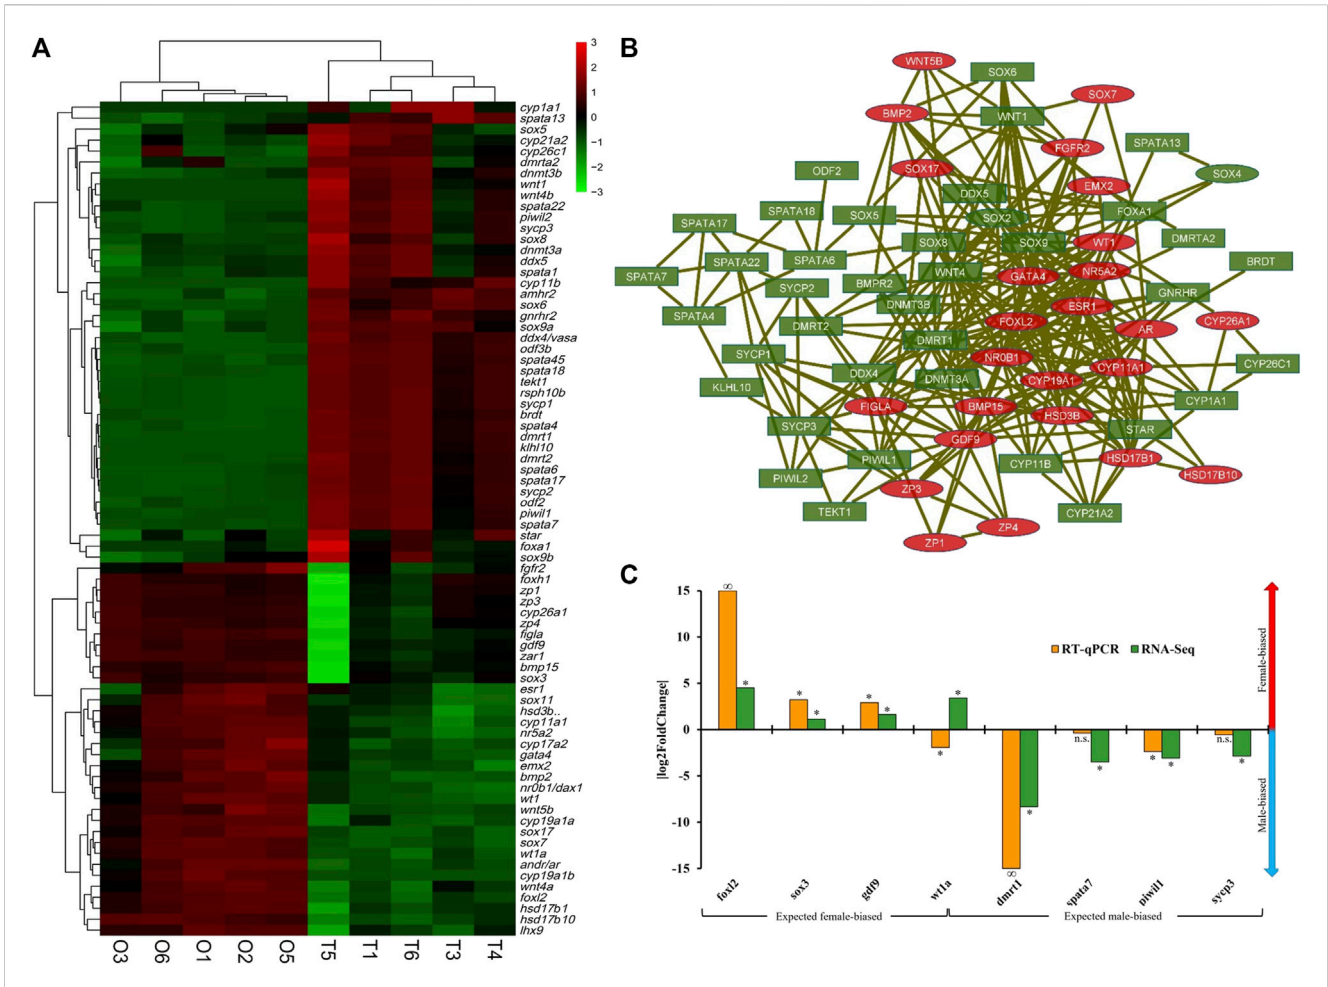 A
3
2
1
0
−1
−2
−3
cyp1a1
spata13
sox5
cyp21a2
cyp26c1
dmrta2
dnmt3b
wnt1
wnt4b
spata22
piwil2
sycp3
sox8
dnmt3a
ddx5
spata1
cyp11b
amhr2
sox6
gnrhr2
sox9a
ddx4/vasa
odf3b
spata45
spata18
tekt1
rsph10b
sycp1
brdt
spata4
dmrt1
klhl10
dmrt2
spata6
spata17
sycp2
odf2
piwil1
spata7
star
foxa1
sox9b
fgfr2
foxh1
zp1
zp3
cyp26a1
zp4
figla
gdf9
zar1
bmp15
sox3
esr1
sox11
hsd3b..
cyp11a1
nr5a2
cyp17a2
gata4
emx2
bmp2
nr0b1/dax1
wt1
wnt5b
cyp19a1a
sox17
sox7
wt1a
andr/ar
cyp19a1b
wnt4a
foxl2
hsd17b1
hsd17b10
lhx9
O3
O6
O1
O2
O5
T5
T1
T6
T3
T4
B
WNT5B
SOX6
SOX7
BMP2
WNT1
FGFR2
SPATA13
ODF2
SOX17
SOX4
EMX2
DDX5
SPATA18
SOX5
SOX2
FOXA1
SPATA17
SOX8
SOX9
WT1
DMRTA2
SPATA22
SPATA6
BRDT
SPATA7
WNT4
GATA4
NR5A2
SYCP2
BMPR2
GNRHR
DNMT3B
ESR1
SPATA4
DMRT2
FOXL2
AR
CYP26A1
DMRT1
SYCP1
NR0B1
CYP11A1
CYP26C1
DDX4
DNMT3A
CYP19A1
KLHL10
CYP1A1
FIGLA
BMP15
HSD3B
SYCP3
STAR
GDF9
PIWIL1
CYP11B
HSD17B1
PIWIL2
HSD17B10
ZP3
TEKT1
CYP21A2
ZP4
ZP1
C
15
10
5
0
-5
-10
-15
|log2FoldChange|
∞
*
*
*
*
*
*
*
∞
*
n.s.
*
*
*
n.s.
*
RT-qPCR
RNA-Seq
Female-biased
Male-biased
foxl2
sox3
gdf9
wt1a
dmrt1
spata7
piwil1
sycp3
Expected female-biased
Expected male-biased